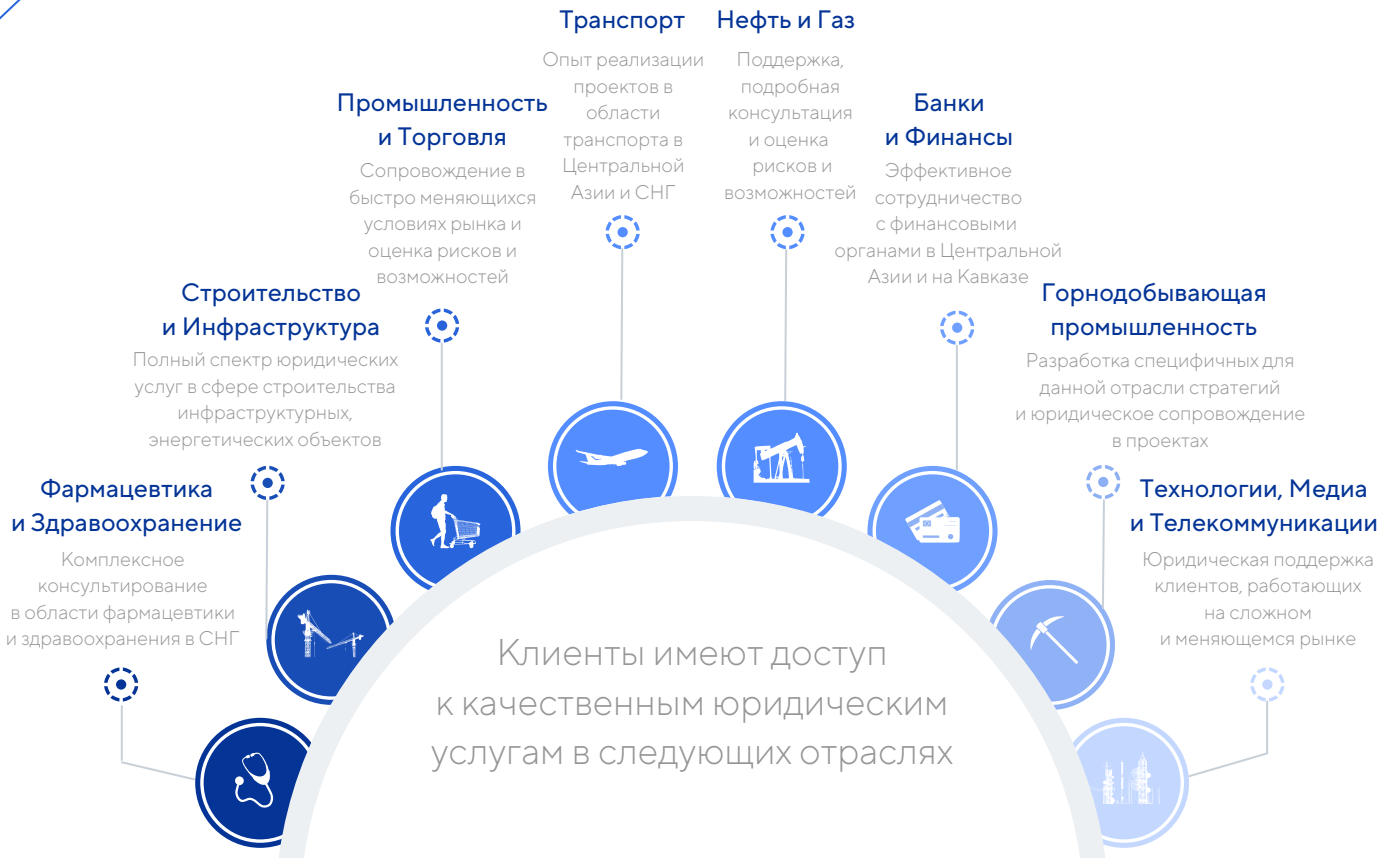 Транспорт
Опыт реализации
проектов в
области
транспорта в
Центральной
Азии и СНГ
Нефть и Газ
Поддержка,
подробная
консультация
и оценка
рисков и
возможностей
Промышленность
и Торговля
Сопровождение в
быстро меняющихся
условиях рынка и
оценка рисков и
возможностей
Банки
и Финансы
Эффективное
сотрудничество
с финансовыми
органами в Центральной
Азии и на Кавказе
Строительство
и Инфраструктура
Полный спектр юридических
услуг в сфере строительства
инфраструктурных,
энергетических объектов
Горнодобывающая
промышленность
Разработка специфичных для
данной отрасли стратегий
и юридическое сопровождение
в проектах
Фармацевтика
и Здравоохранение
Комплексное
консультирование
в области фармацевтики
и здравоохранения в СНГ
Технологии, Медиа
и Телекоммуникации
Юридическая поддержка
клиентов, работающих
на сложном
и меняющемся рынке
Клиенты имеют доступ
к качественным юридическим
услугам в следующих отраслях